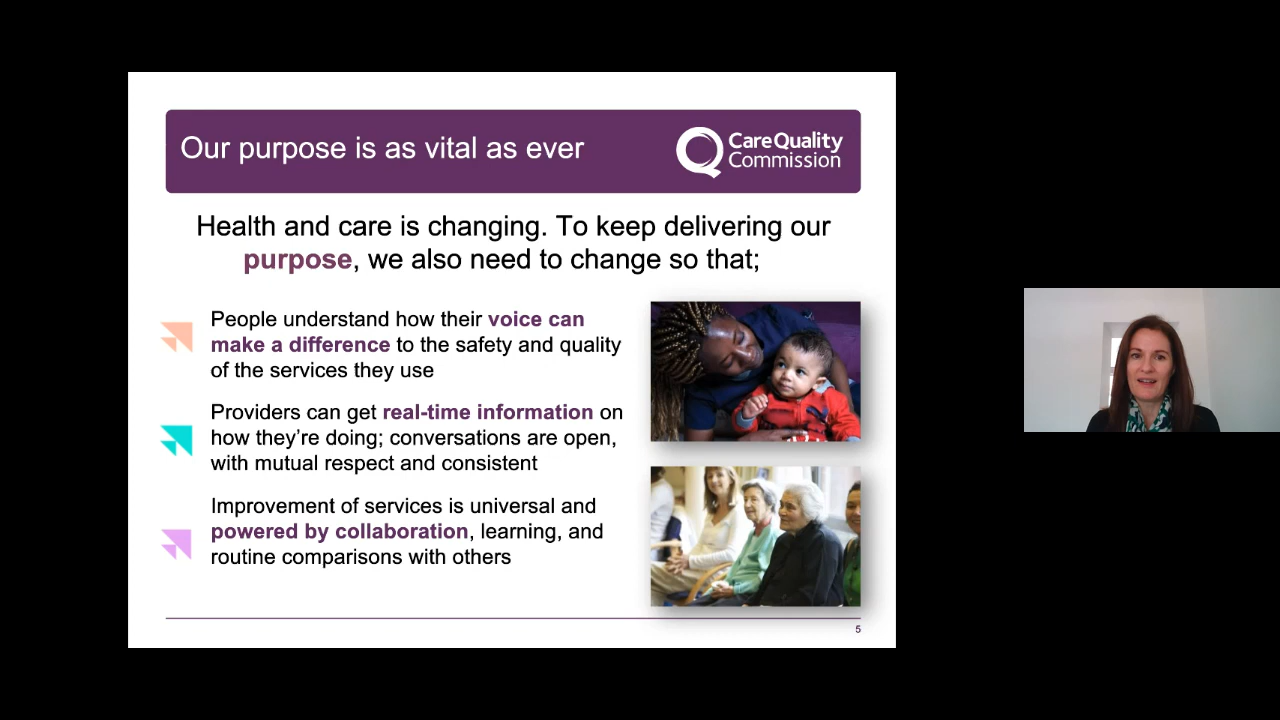 Our purpose is as vital as ever
CareQuality
Commission
Health and care is changing. To keep delivering our
purpose, we also need to change so that;
People understand how their voice can
make a difference to the safety and quality
of the services they use
Providers can get real-time information on
how they’re doing; conversations are open,
with mutual respect and consistent
Improvement of services is universal and
powered by collaboration, learning, and
routine comparisons with others
5